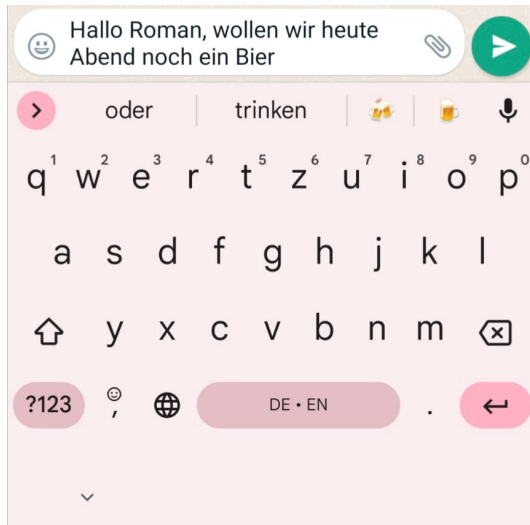 Hallo Roman, wollen wir heute
Abend noch ein Bier
oder trinken
1 2 3 4 5 6 7 8 9 0
q w e r t z u i o p
a s d f g h j k l
y x c v b n m
?123 , DE • EN .